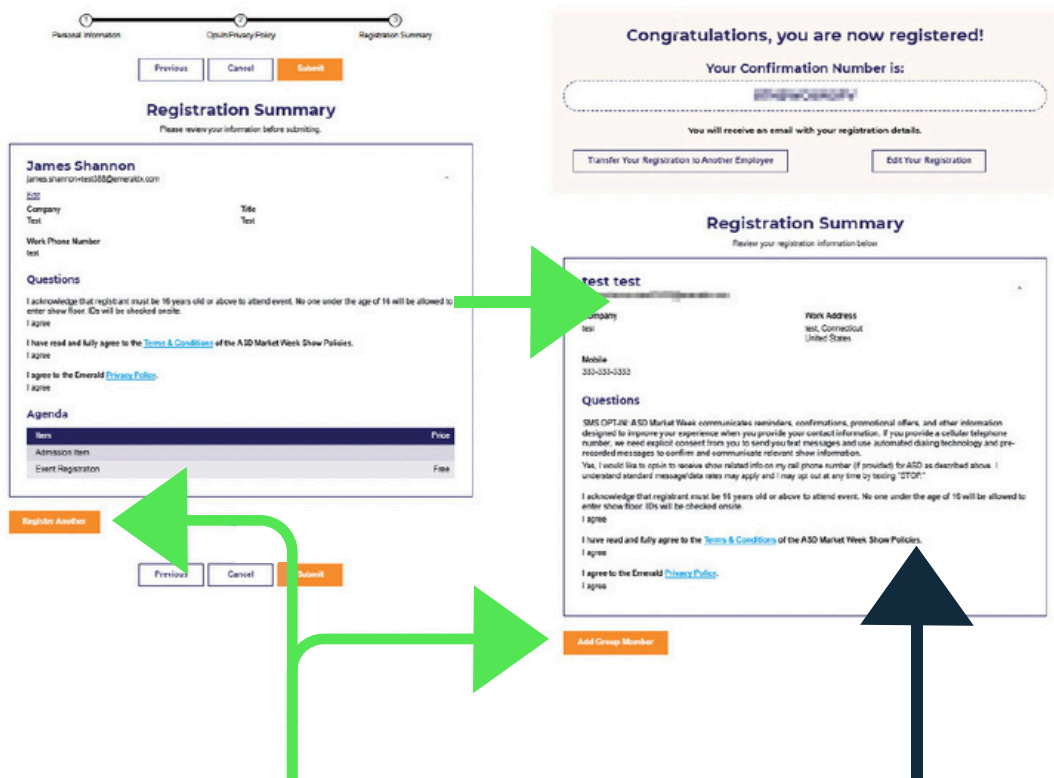 1 2 3
Personal Information Opt-In/Privacy Policy Registration Summary
Previous Cancel Submit
Registration Summary
Please review your information before submitting.
James Shannon
james.shannon+test388@emeraldx.com
Edit
Company Title
Test Test
Work Phone Number
test
Questions
I acknowledge that registrant must be 16 years old or above to attend event. No one under the age of 16 will be allowed to
enter show floor. IDs will be checked onsite.
I agree
I have read and fully agree to the Terms & Conditions of the ASD Market Week Show Policies.
I agree
I agree to the Emerald Privacy Policy.
I agree
Agenda
Item Price
Admission Item
Event Registration Free
Register Another
Previous Cancel Submit
Congratulations, you are now registered!
Your Confirmation Number is:
You will receive an email with your registration details.
Transfer Your Registration to Another Employee Edit Your Registration
Registration Summary
Review your registration information below
test test
Company Work Address
test test, Connecticut
United States
Mobile
333-333-3333
Questions
SMS OPT-IN: ASD Market Week communicates reminders, confirmations, promotional offers, and other information
designed to improve your experience when you provide your contact information. If you provide a cellular telephone
number, we need explicit consent from you to send you text messages and use automated dialing technology and pre-
recorded messages to confirm and communicate relevant show information.
Yes, I would like to opt-in to receive show related info on my cell phone number (if provided) for ASD as described above. I
understand standard message/data rates may apply and I may opt out at any time by texting "STOP."
I acknowledge that registrant must be 16 years old or above to attend event. No one under the age of 16 will be allowed to
enter show floor. IDs will be checked onsite.
I agree
I have read and fully agree to the Terms & Conditions of the ASD Market Week Show Policies.
I agree
I agree to the Emerald Privacy Policy.
I agree
Add Group Member